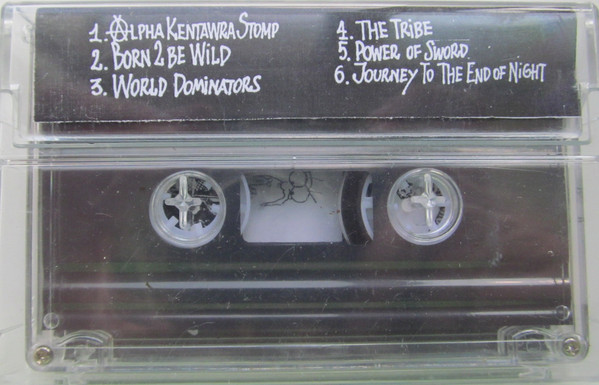 1. Alpha Kentawra Stomp
2. Born 2 Be Wild
3. World Dominators
4. The Tribe
5. Power of Sword
6. Journey To The End of Night